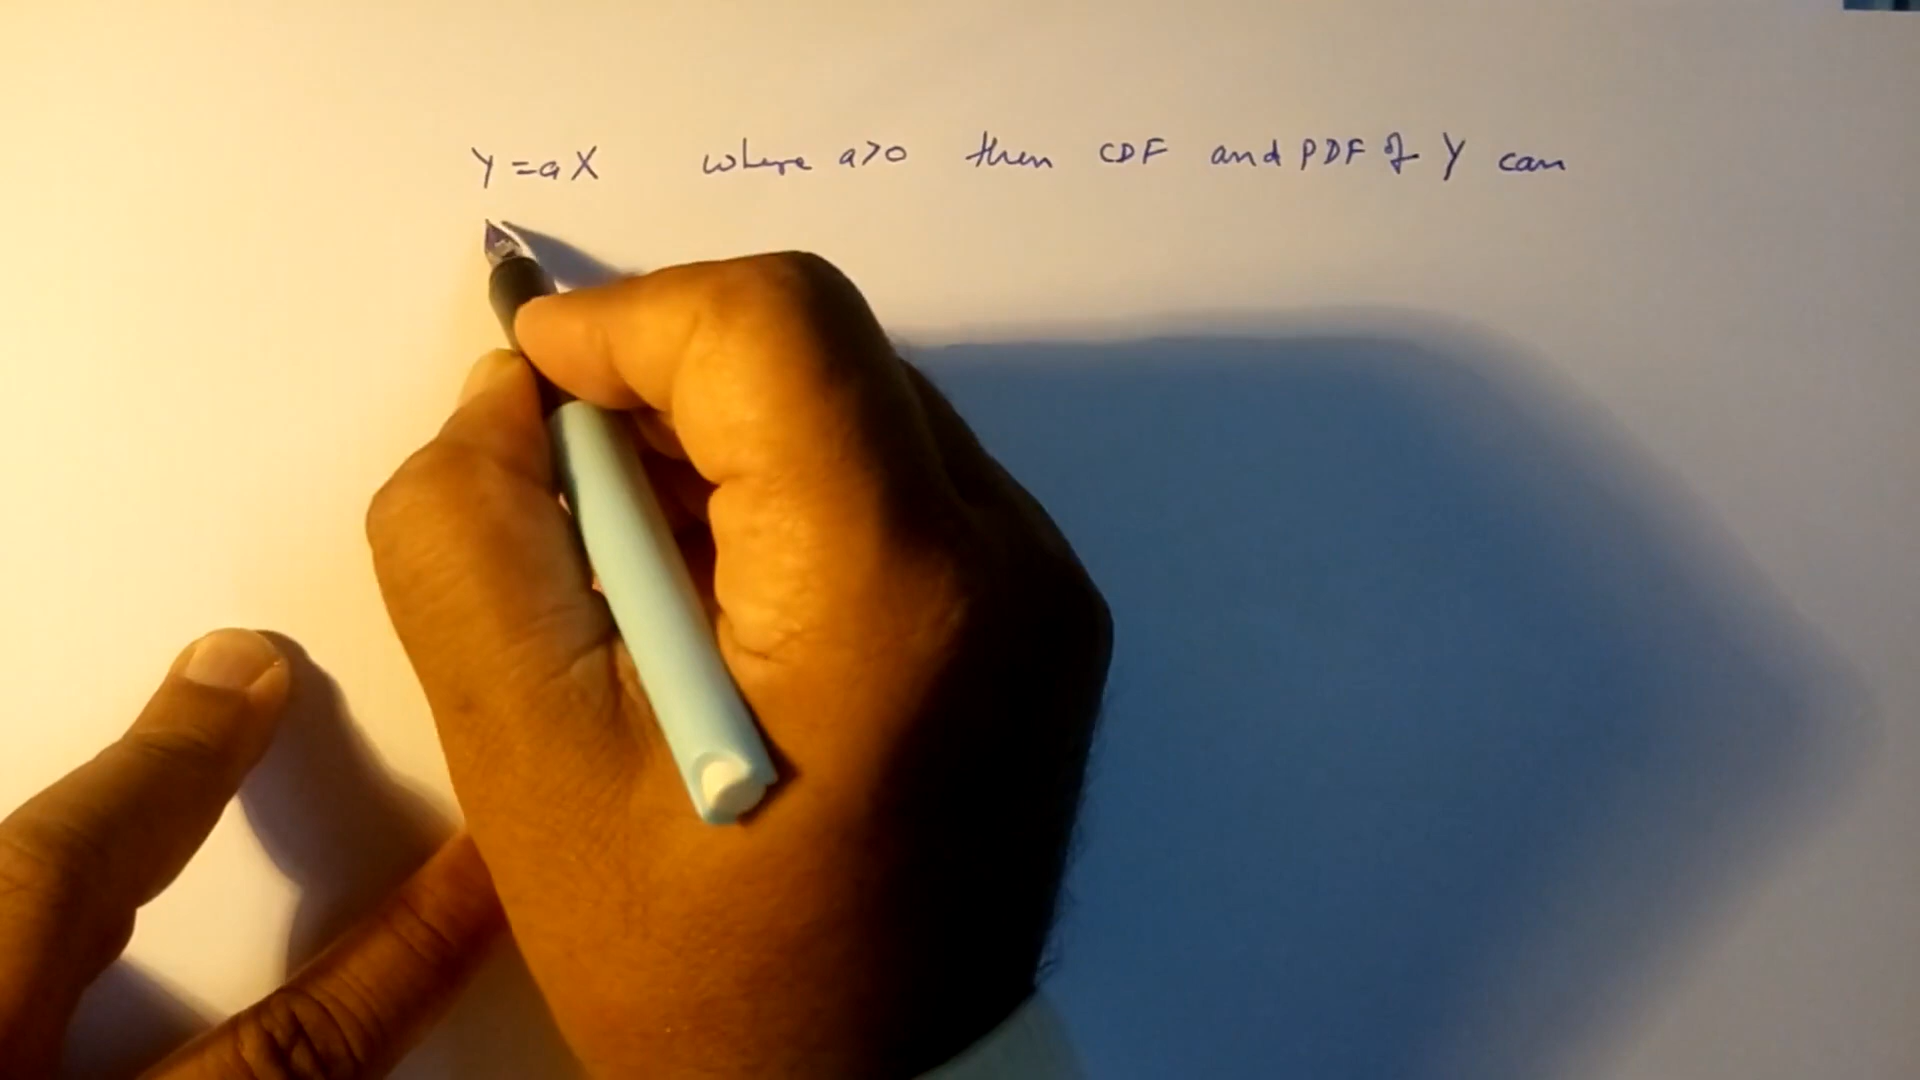 Y = aX where a>0 then CDF and PDF of Y can